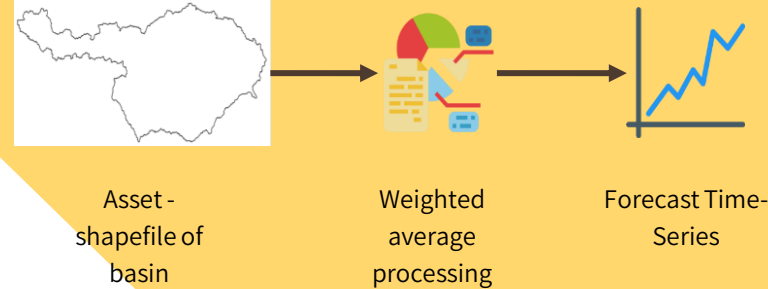 Asset -
shapefile of
basin
Weighted
average
processing
Forecast Time-
Series